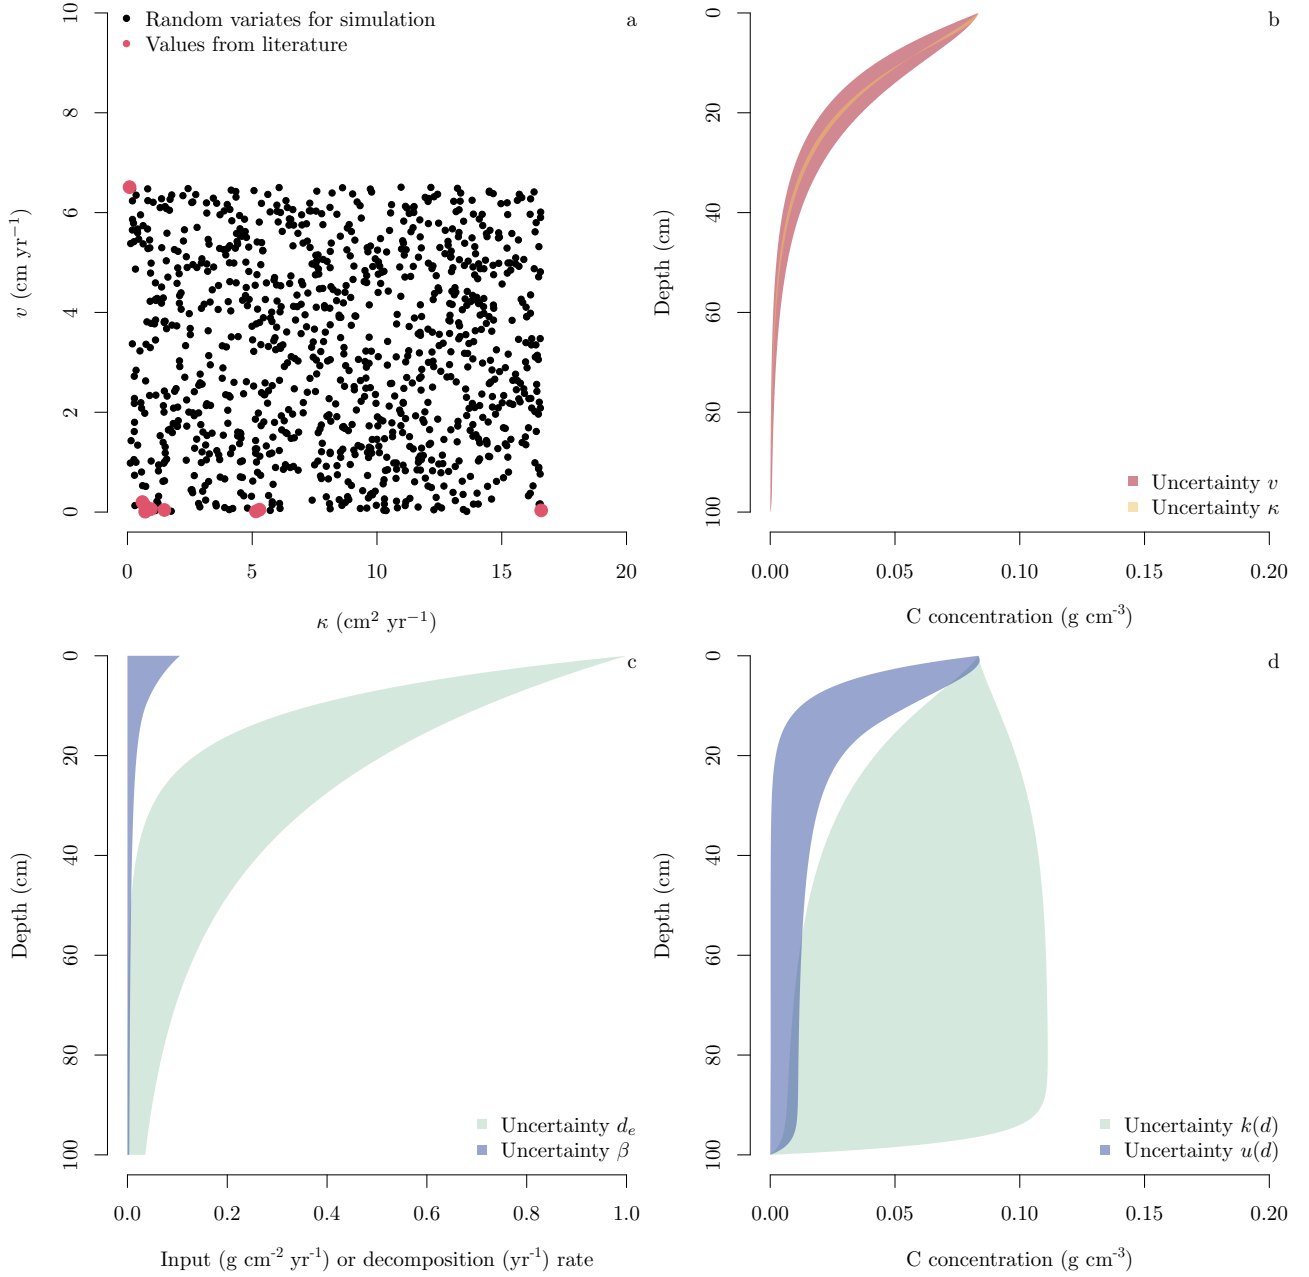 a
Random variates for simulation
Values from literature
10
8
6
4
2
0
v (cm yr−1)
0 5 10 15 20
κ (cm2 yr−1)
b
0
20
40
60
80
100
Depth (cm)
Uncertainty v
Uncertainty κ
0.00 0.05 0.10 0.15 0.20
C concentration (g cm-3)
c
0
20
40
60
80
100
Depth (cm)
Uncertainty de
Uncertainty β
0.0 0.2 0.4 0.6 0.8 1.0
Input (g cm-2 yr-1) or decomposition (yr-1) rate
d
0
20
40
60
80
100
Depth (cm)
Uncertainty k(d)
Uncertainty u(d)
0.00 0.05 0.10 0.15 0.20
C concentration (g cm-3)